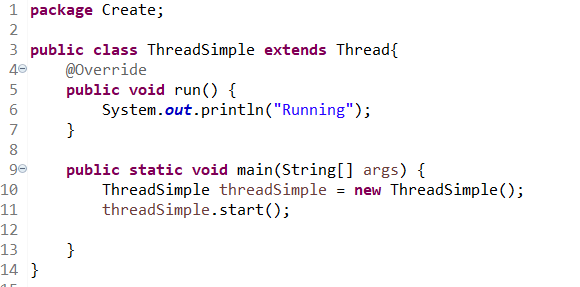 1 package Create;
2
3 public class ThreadSimple extends Thread{
4 @Override
5 public void run() {
6 System.out.println("Running");
7 }
8
9 public static void main(String[] args) {
10 ThreadSimple threadSimple = new ThreadSimple();
11 threadSimple.start();
12
13 }
14 }